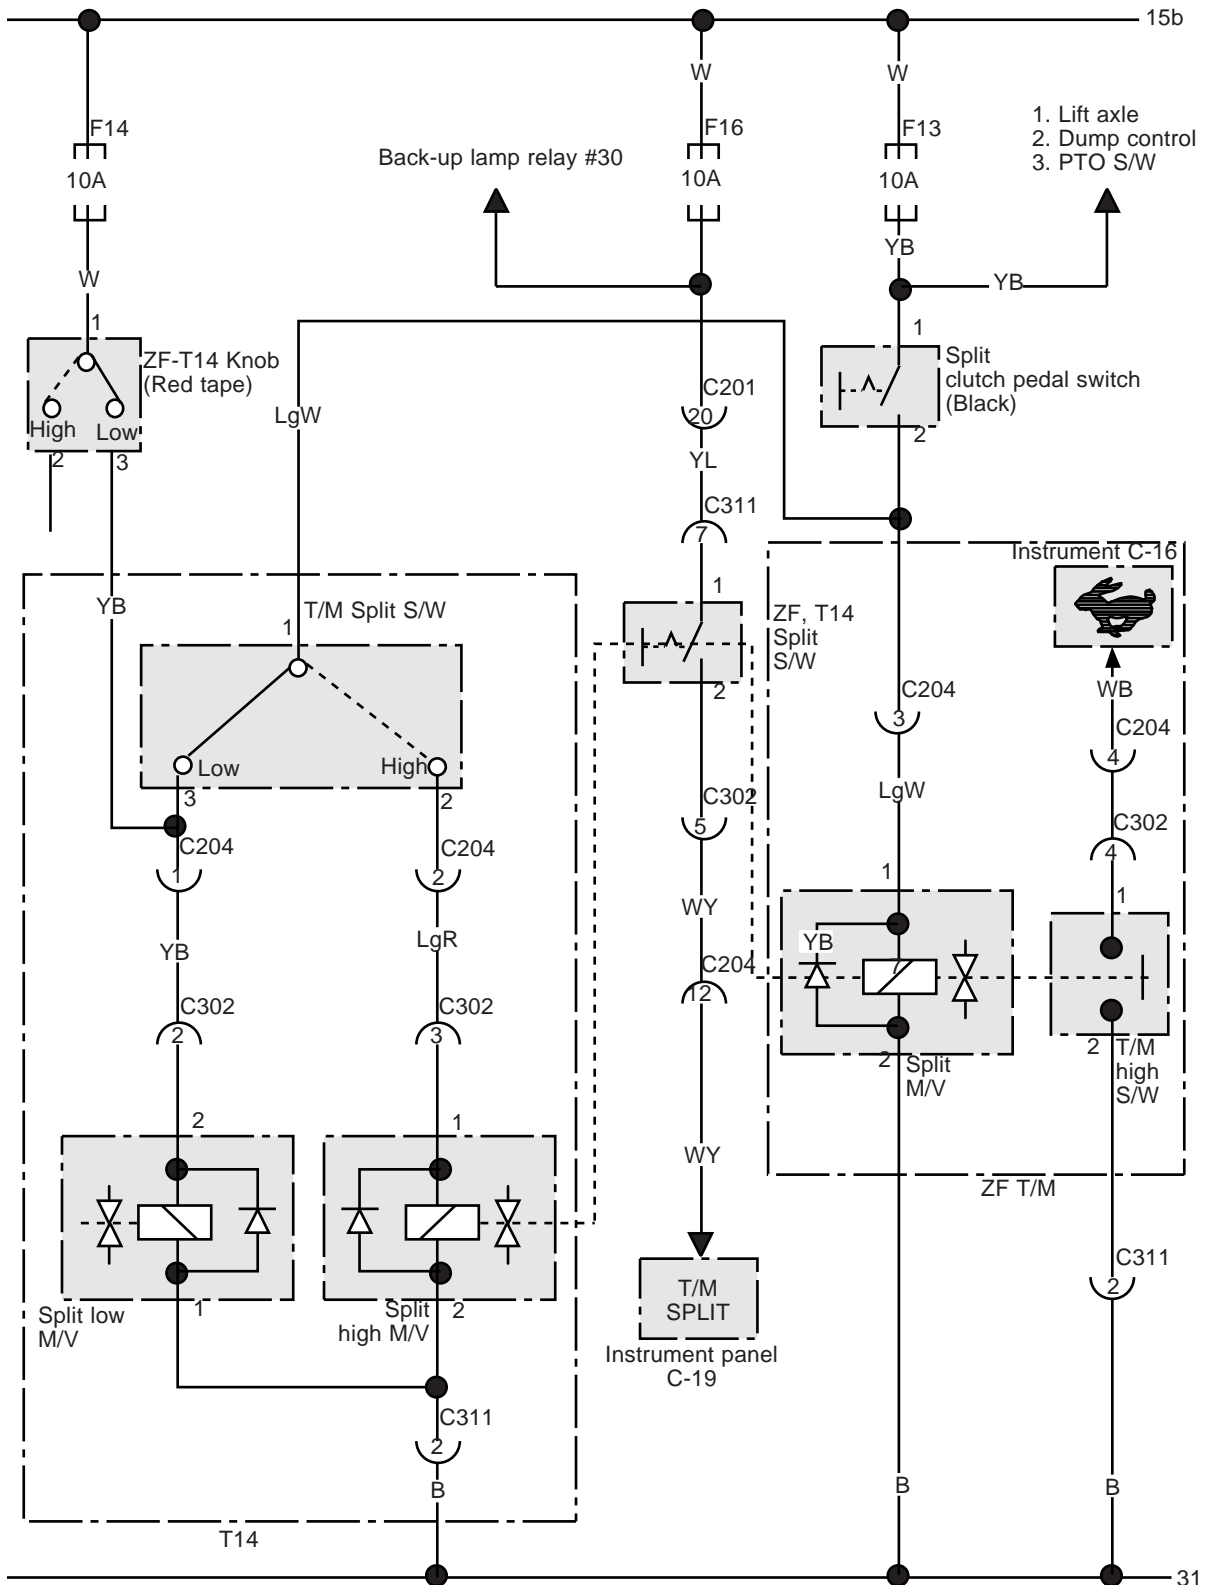 15b
W
W
F14
F16
F13
1. Lift axle
2. Dump control
3. PTO S/W
Back-up lamp relay #30
10A
10A
10A
YB
W
YB
1
1
ZF-T14 Knob
(Red tape)
Split
clutch pedal switch
(Black)
High
Low
2
3
LgW
C201
20
2
YL
C311
7
Instrument C-16
YB
1
T/M Split S/W
1
ZF, T14
Split
S/W
2
WB
C204
3
C204
4
Low
High
3
2
LgW
C302
5
C302
4
C204
1
C204
2
1
1
YB
LgR
WY
YB
7
C204
12
C302
2
C302
3
2
Split
M/V
2
T/M
high
S/W
2
1
WY
ZF T/M
C311
2
1
2
Split low
M/V
Split
high M/V
T/M
SPLIT
Instrument panel
C-19
C311
2
B
B
B
T14
31